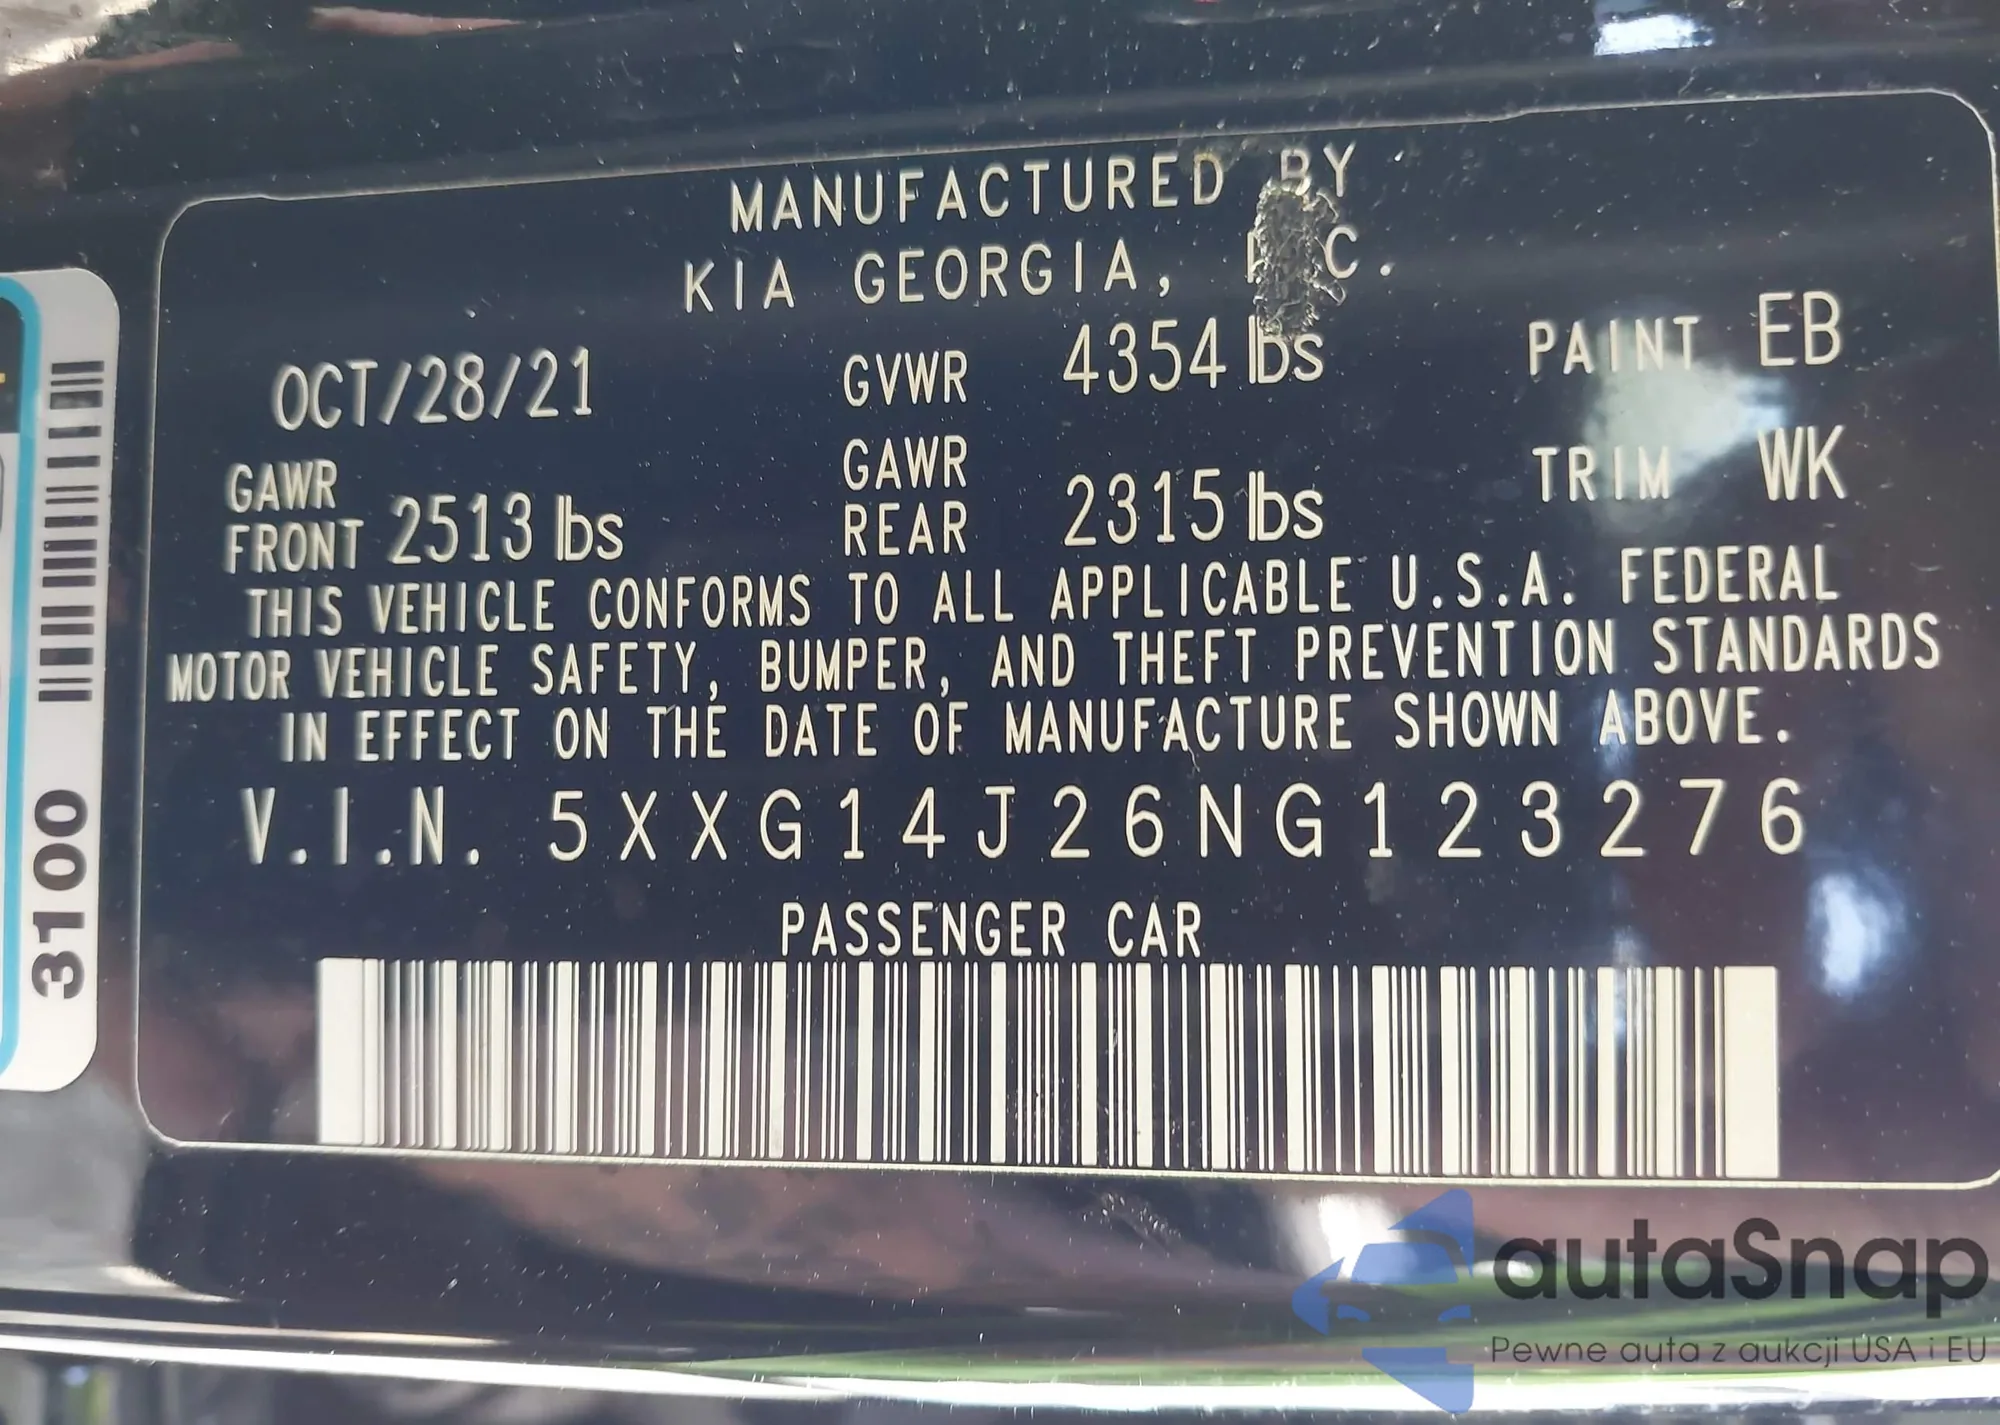 MANUFACTURED BY
KIA GEORGIA,
OCT/28/21 GVWR 4354 lbs PAINT EB
GAWR FRONT 2513 lbs GAWR REAR 2315 lbs TRIM WK
THIS VEHICLE CONFORMS TO ALL APPLICABLE U.S.A. FEDERAL
MOTOR VEHICLE SAFETY, BUMPER, AND THEFT PREVENTION STANDARDS
IN EFFECT ON THE DATE OF MANUFACTURE SHOWN ABOVE.
V.I.N. 5XXG14J26NG123276
PASSENGER CAR
3100
autaSnap
Pewne auta z aukcji USA i EU